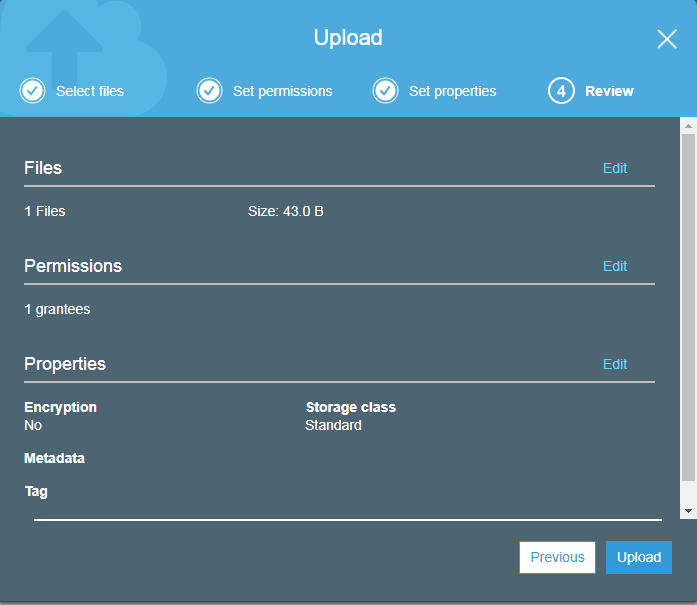 Upload
Select files Set permissions Set properties 4 Review
Files Edit
1 Files Size: 43.0 B
Permissions Edit
1 grantees
Properties Edit
Encryption Storage class
No Standard
Metadata
Tag
Previous Upload